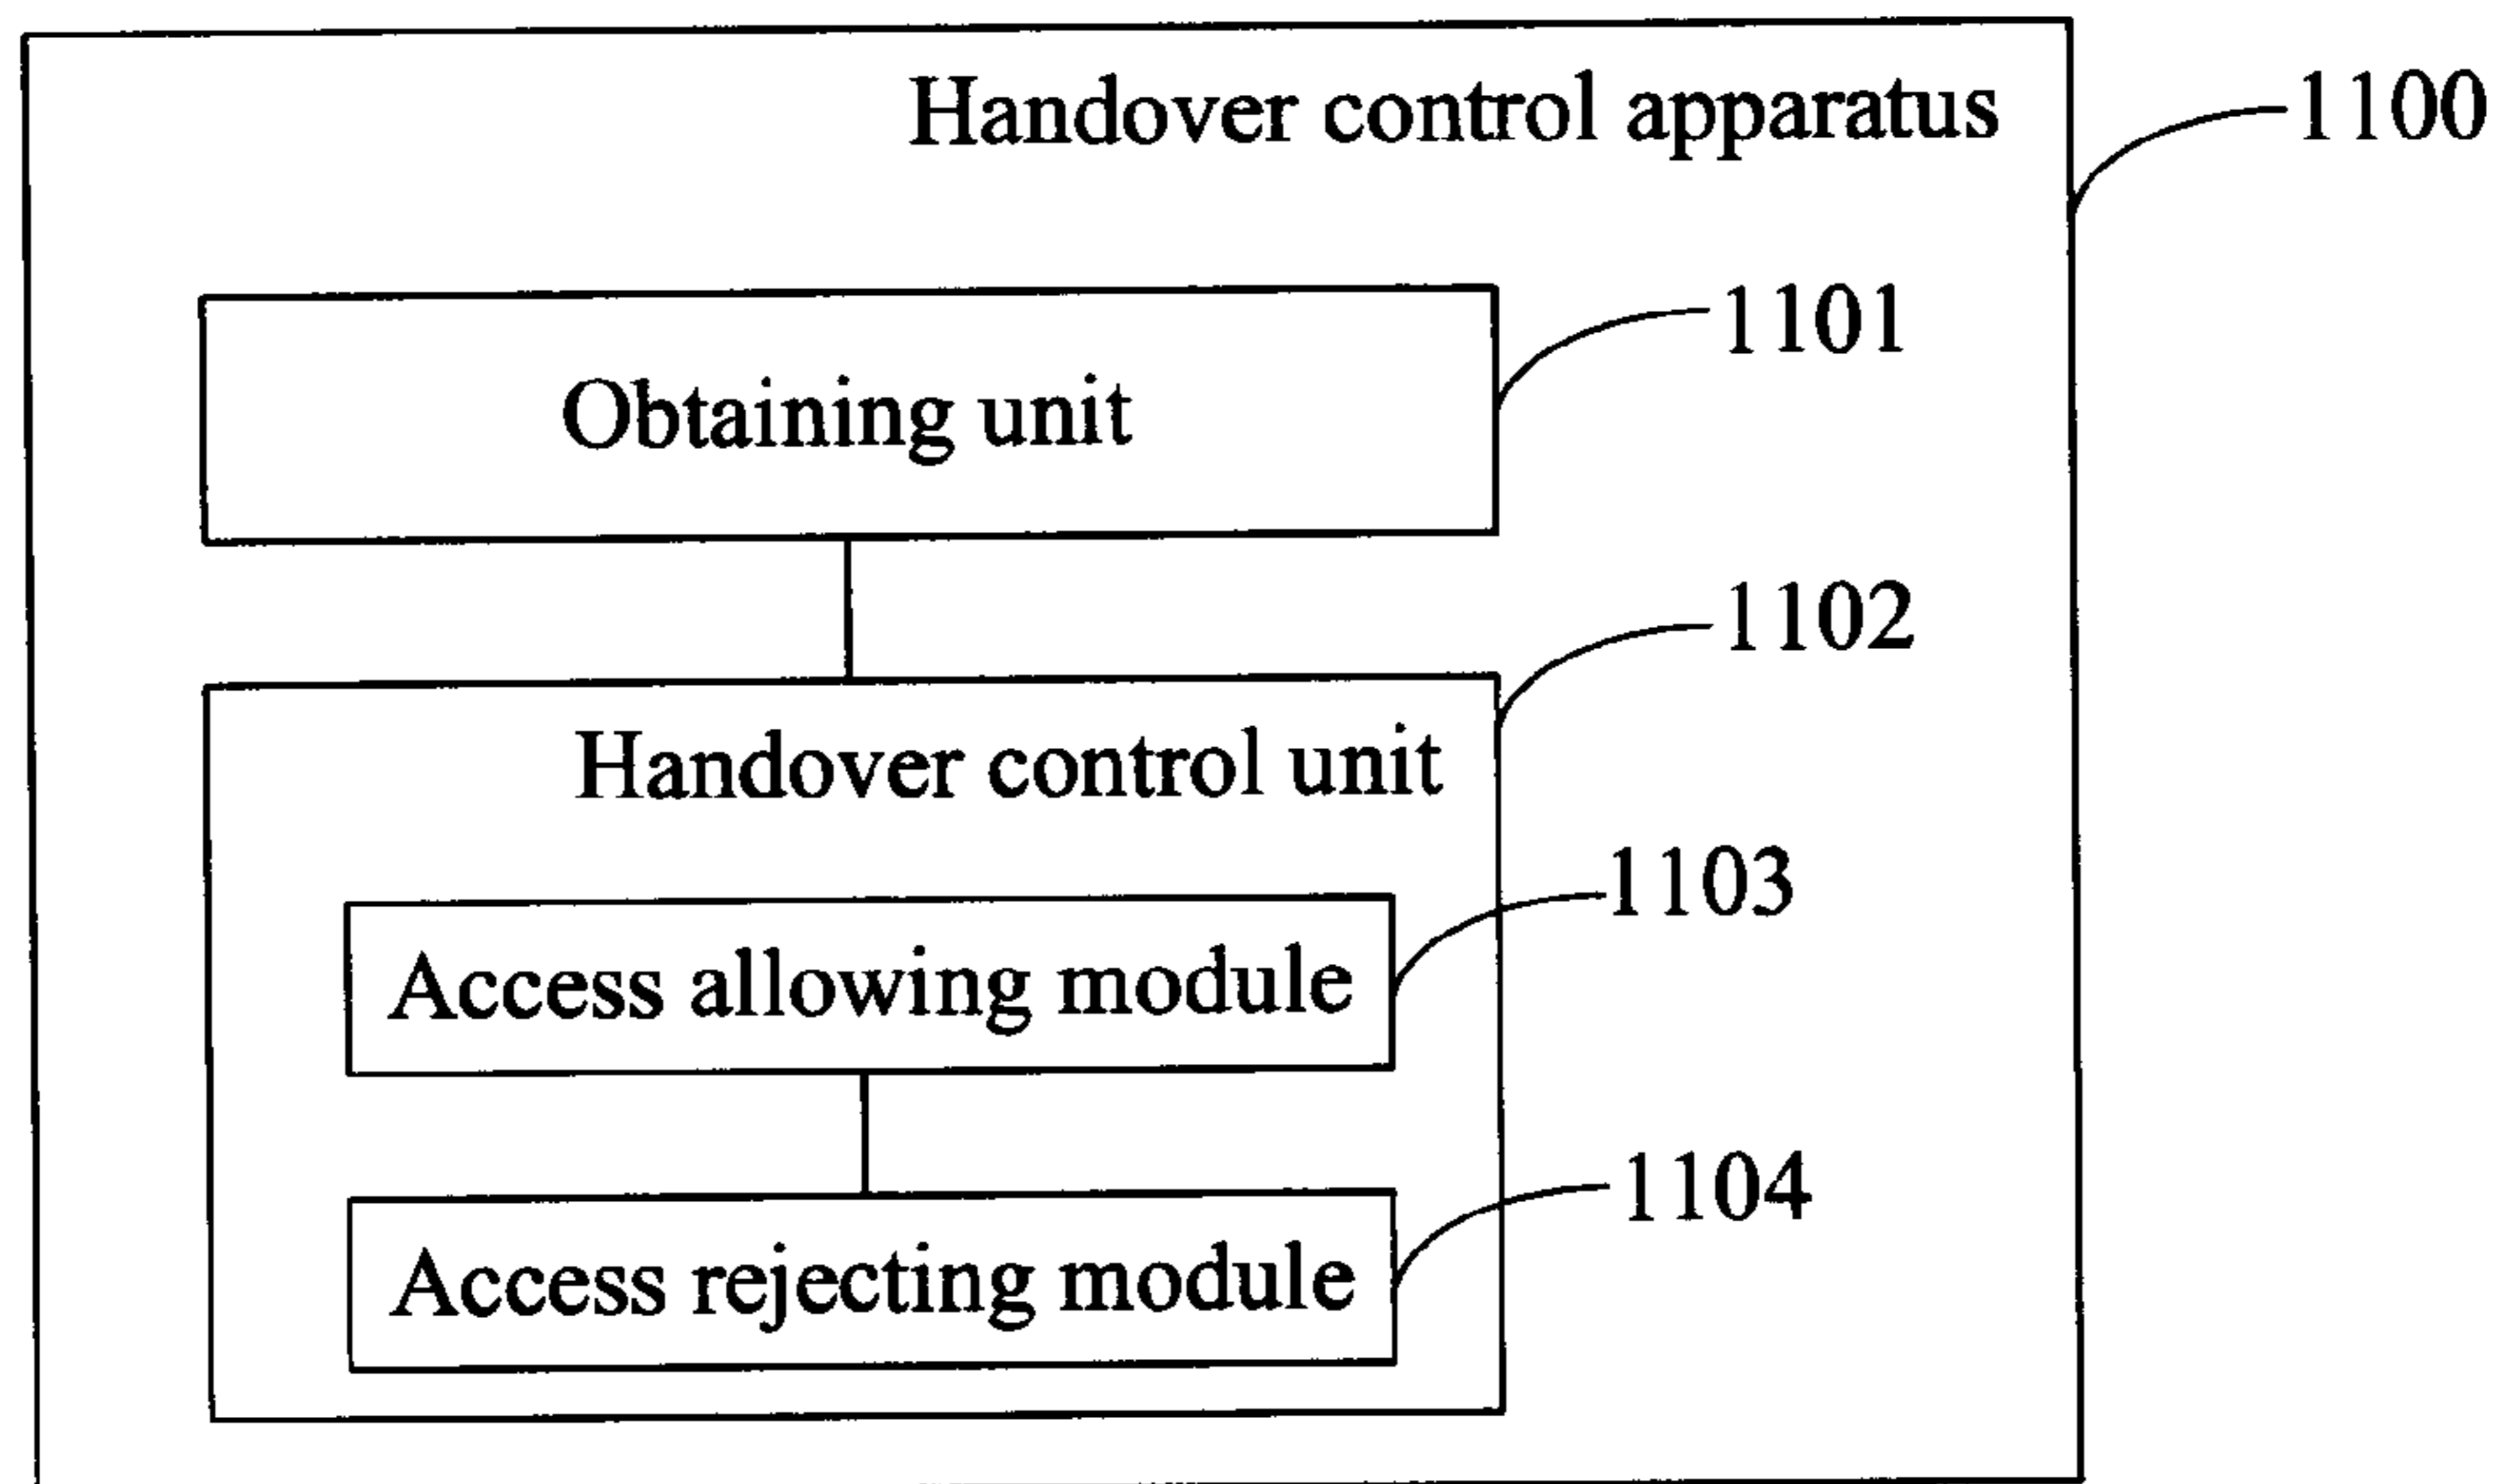 Handover control apparatus
1100
1101
Obtaining unit
1102
Handover control unit
1103
Access allowing module
1104
Access rejecting module